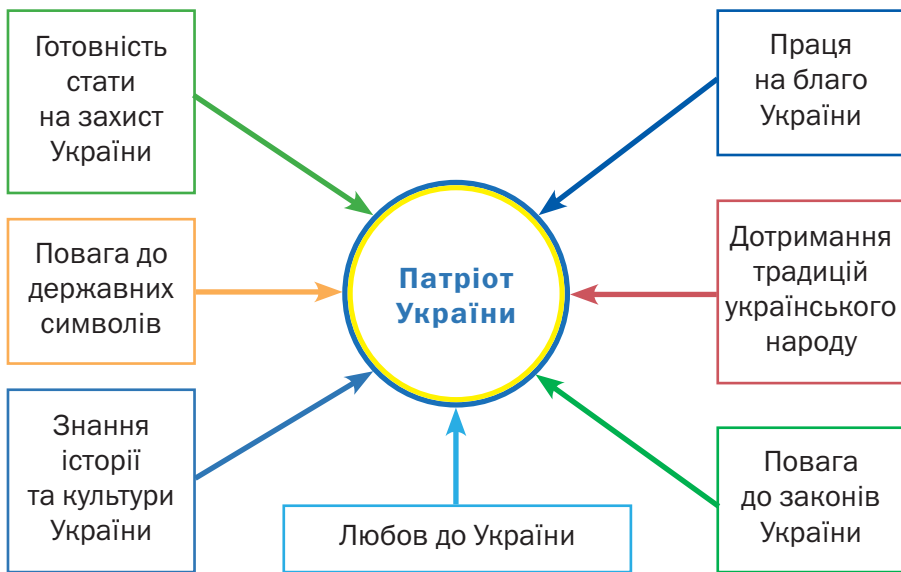 Готовність
стати
на захист
України
Повага до
державних
символів
Знання
історії
та культури
України
Патріот
України
Любов до України
Праця
на благо
України
Дотримання
традицій
українського
народу
Повага
до законів
України